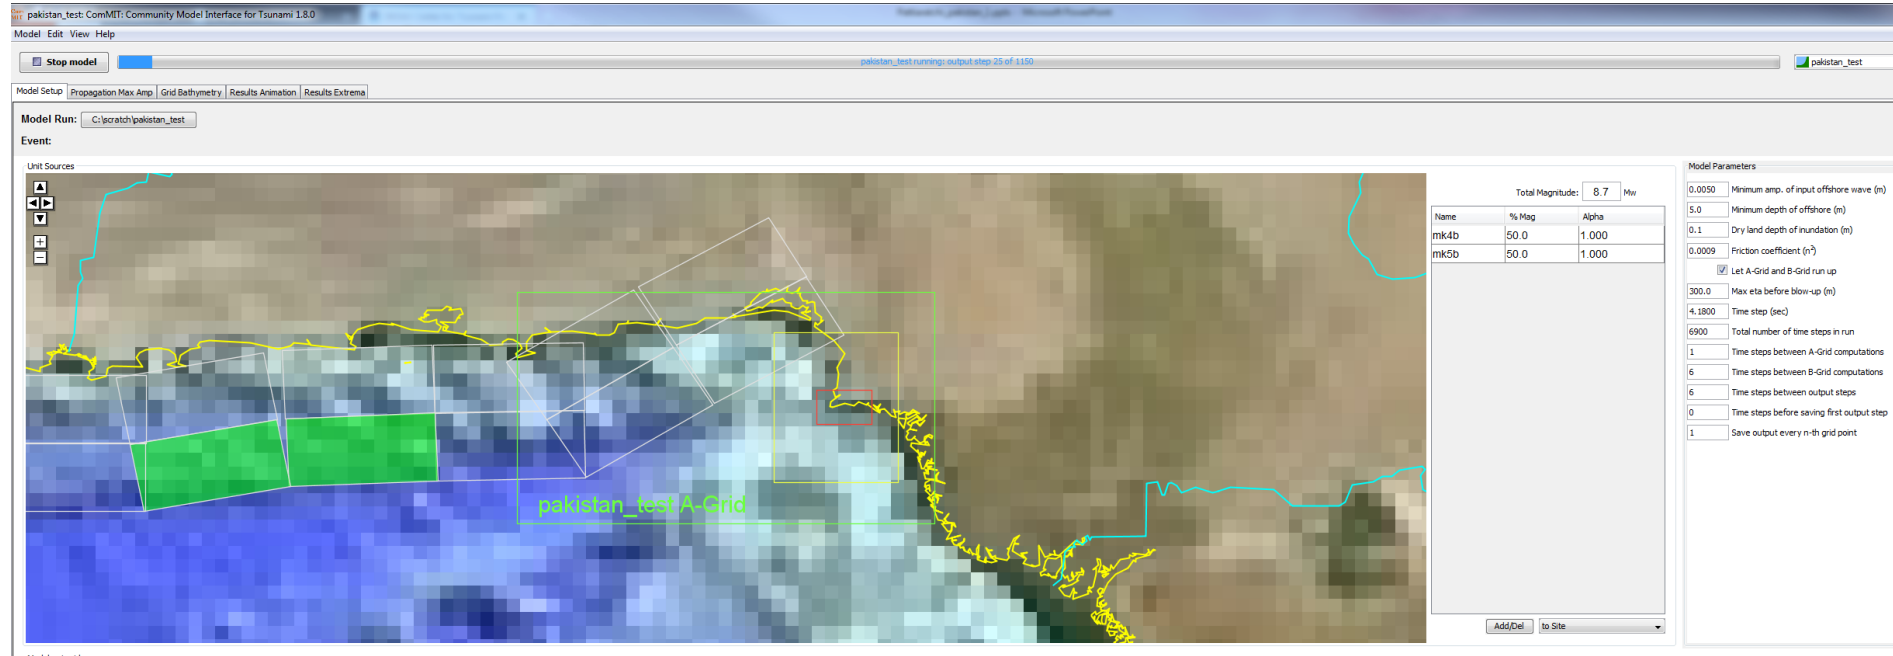 pakistan_test: ComMIT: Community Model Interface for Tsunami 1.8.0
Model Edit View Help
Stop model
pakistan_test running: output step 25 of 1150
pakistan_test
Model Setup Propagation Max Amp Grid Bathymetry Results Animation Results Extrema
Model Run: C:\scratch\pakistan_test
Event:
Unit Sources
pakistan_test A-Grid
Total Magnitude: 8.7 Mw
Name % Mag Alpha
mk4b 50.0 1.000
mk5b 50.0 1.000
Add/Del to Site
Model Parameters
0.0050 Minimum amp. of input offshore wave (m)
5.0 Minimum depth of offshore (m)
0.1 Dry land depth of inundation (m)
0.0009 Friction coefficient (n²)
Let A-Grid and B-Grid run up
300.0 Max eta before blow-up (m)
4.1800 Time step (sec)
6900 Total number of time steps in run
1 Time steps between A-Grid computations
6 Time steps between B-Grid computations
6 Time steps between output steps
0 Time steps before saving first output step
1 Save output every n-th grid point